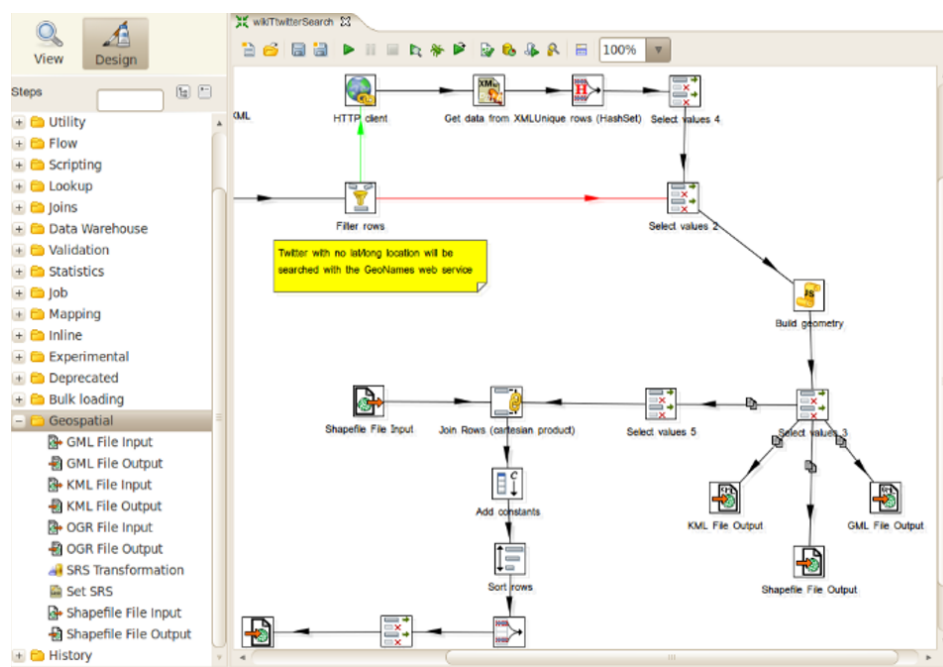 wikiTtwitterSearch
View
Design
100%
Steps
Utility
Flow
Scripting
Lookup
Joins
Data Warehouse
Validation
Statistics
Job
Mapping
Inline
Experimental
Deprecated
Bulk loading
Geospatial
GML File Input
GML File Output
KML File Input
KML File Output
OGR File Input
OGR File Output
SRS Transformation
Set SRS
Shapefile File Input
Shapefile File Output
History
XML
HTTP client
Get data from XML
Unique rows (HashSet)
Select values 4
Filter rows
Select values 2
Twitter with no lat/long location will be
searched with the GeoNames web service
Build geometry
Shapefile File Input
Join Rows (cartesian product)
Select values 5
Select values 3
Add constants
KML File Output
GML File Output
Sort rows
Shapefile File Output